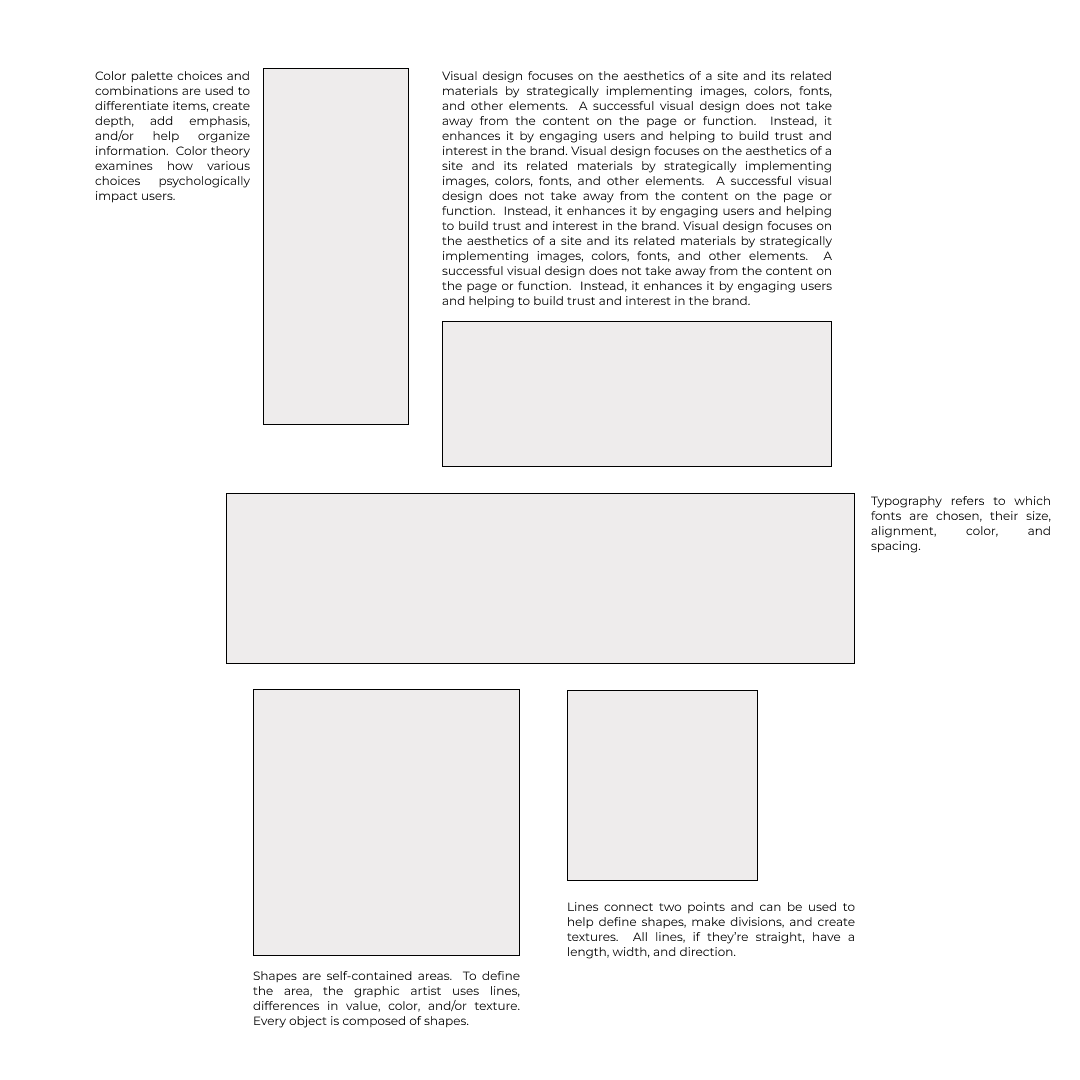 Color palette choices and
combinations are used to
differentiate items, create
depth, add emphasis,
and/or help organize
information.  Color theory
examines how various
choices psychologically
impact users.
Visual design focuses on the aesthetics of a site and its related
materials by strategically implementing images, colors, fonts,
and other elements.  A successful visual design does not take
away from the content on the page or function.  Instead, it
enhances it by engaging users and helping to build trust and
interest in the brand. Visual design focuses on the aesthetics of a
site and its related materials by strategically implementing
images, colors, fonts, and other elements.  A successful visual
design does not take away from the content on the page or
function.  Instead, it enhances it by engaging users and helping
to build trust and interest in the brand. Visual design focuses on
the aesthetics of a site and its related materials by strategically
implementing images, colors, fonts, and other elements.  A
successful visual design does not take away from the content on
the page or function.  Instead, it enhances it by engaging users
and helping to build trust and interest in the brand.
Typography refers to which
fonts are chosen, their size,
alignment, color, and
spacing.
Lines connect two points and can be used to
help define shapes, make divisions, and create
textures.  All lines, if they’re straight, have a
length, width, and direction.
Shapes are self-contained areas.  To define
the area, the graphic artist uses lines,
differences in value, color, and/or texture.
Every object is composed of shapes.